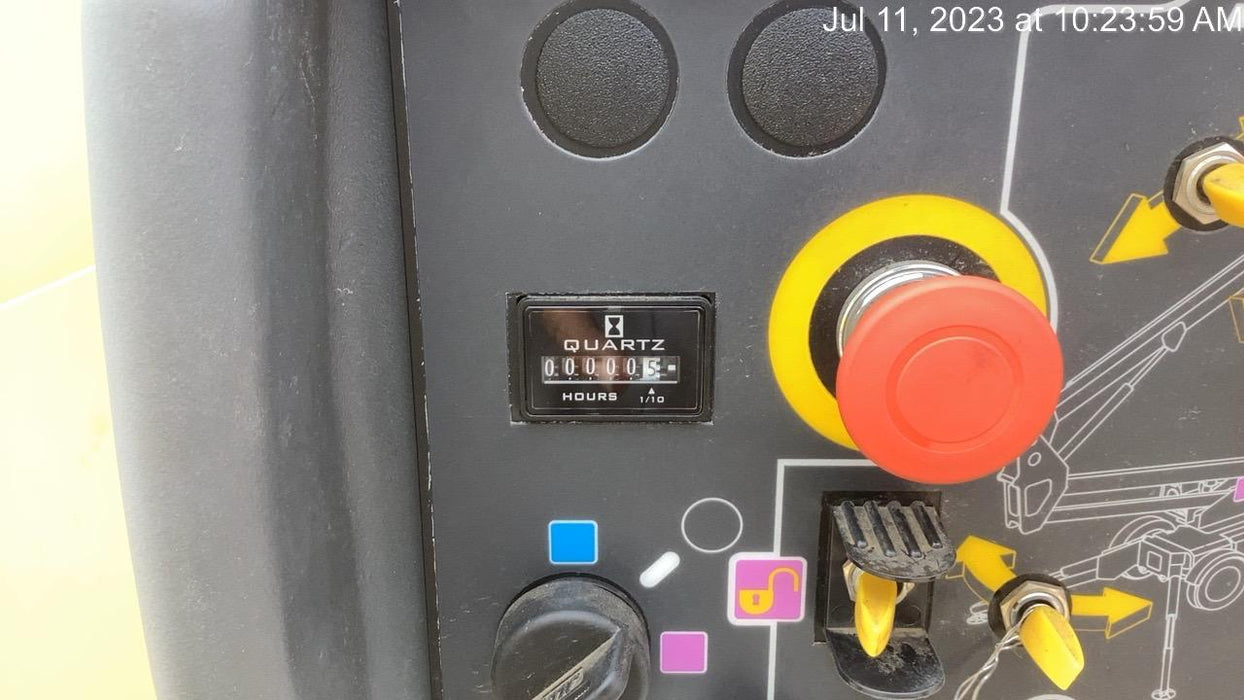 Jul 11, 2023 at 10:23:59 AM
QUARTZ
000005
HOURS 1/10